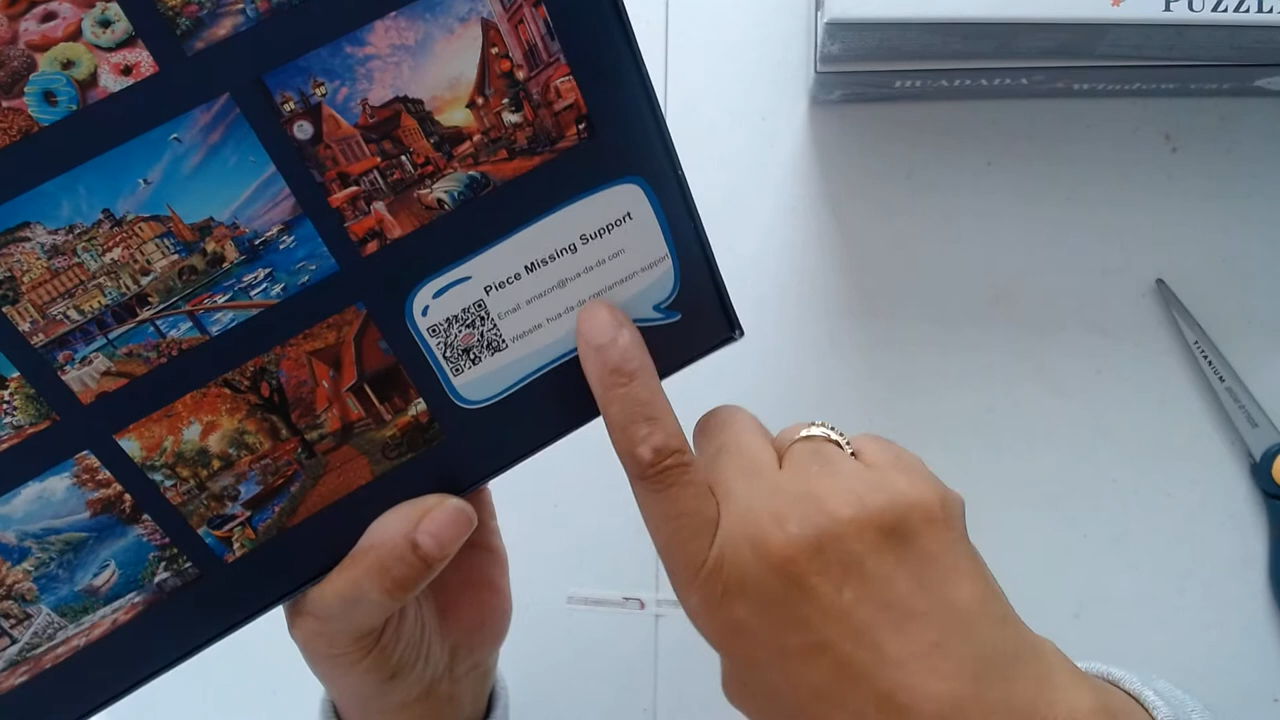 PUZZLE
HUADADA
Window cat
Piece Missing Support
Email: amazon@hua-da-da.com
Website: hua-da-da.com/amazon-support
TITANIUM